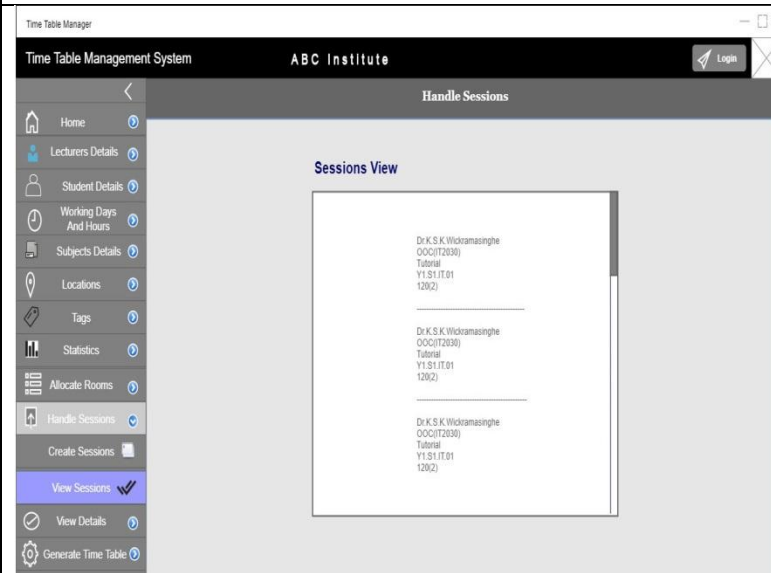 Time Table Manager
Time Table Management System
ABC Institute
Login
Handle Sessions
Home
Lecturers Details
Student Details
Working Days
And Hours
Subjects Details
Locations
Tags
Statistics
Allocate Rooms
Handle Sessions
Create Sessions
View Sessions
View Details
Generate Time Table
Sessions View
Dr.K.S.K.Wickramasinghe
OOC(IT2030)
Tutorial
Y1.S1.IT.01
120(2)
Dr.K.S.K.Wickramasinghe
OOC(IT2030)
Tutorial
Y1.S1.IT.01
120(2)
Dr.K.S.K.Wickramasinghe
OOC(IT2030)
Tutorial
Y1.S1.IT.01
120(2)